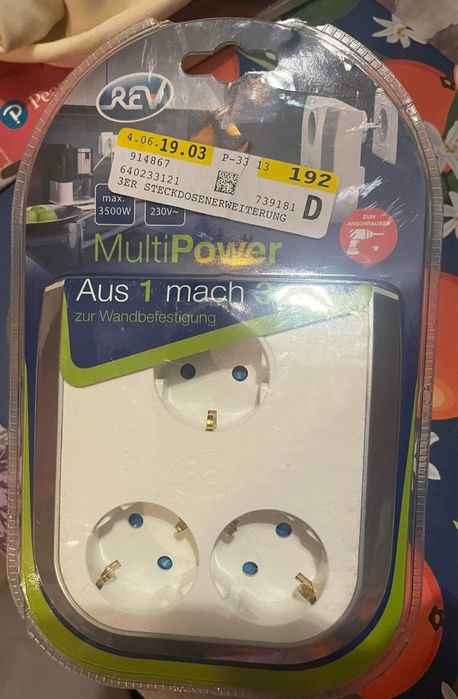 REV
Pea
4.06.19.03 P-33 13 192
914867
640233121 739181 D
3ER STECKDOSENERWEITERUNG
max.
3500W
230V~
ZUM
ANSCHRAUBEN
MultiPower
Aus 1 mach 3
zur Wandbefestigung